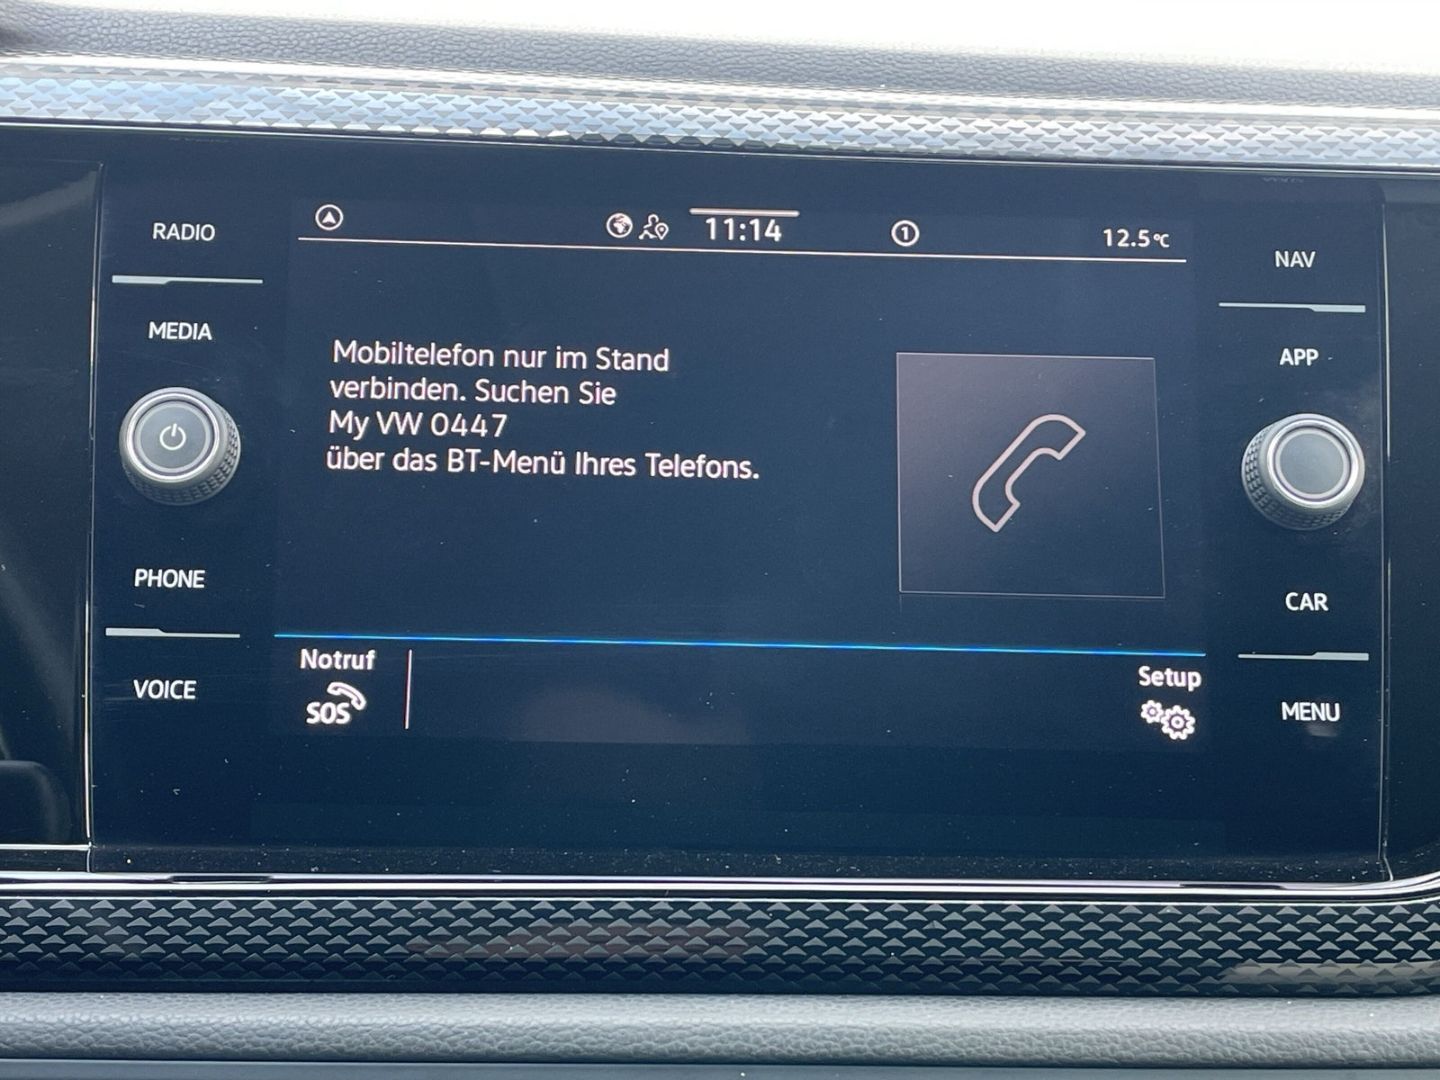 RADIO
MEDIA
PHONE
VOICE
11:14
1
12.5°C
Mobiltelefon nur im Stand
verbinden. Suchen Sie
My VW 0447
über das BT-Menü Ihres Telefons.
Notruf
SOS
Setup
NAV
APP
CAR
MENU